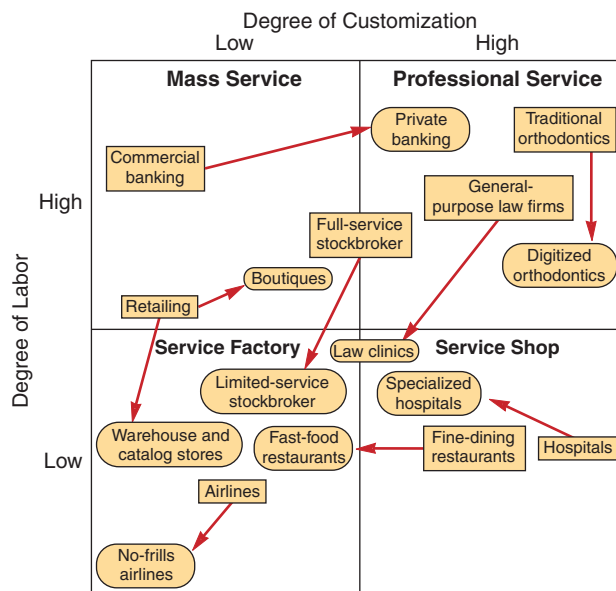 Degree of Customization
Low High
Mass Service Professional Service
Private
banking
Traditional
orthodontics
Commercial
banking
General-
purpose law firms
High
Full-service
stockbroker
Digitized
orthodontics
Boutiques
Retailing
Degree of Labor
Service Factory Law clinics Service Shop
Limited-service
stockbroker
Specialized
hospitals
Warehouse and
catalog stores
Fast-food
restaurants
Fine-dining
restaurants
Hospitals
Low
Airlines
No-frills
airlines